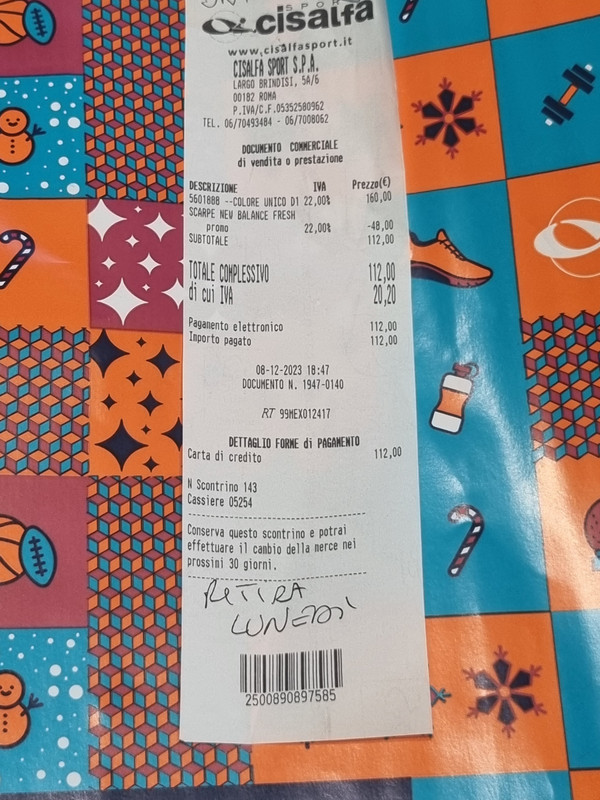 SPORT
cisalfa
www.cisalfasport.it
CISALFA SPORT S.P.A.
LARGO BRINDISI, 5A/6
00182 ROMA
P.IVA/C.F.05352580962
TEL. 06/70493484 - 06/7008062
DOCUMENTO COMMERCIALE
di vendita o prestazione
DESCRIZIONE IVA Prezzo(€)
5601888 --COLORE UNICO D1 22,00% 160,00
SCARPE NEW BALANCE FRESH
promo 22,00% -48,00
SUBTOTALE 112,00
TOTALE COMPLESSIVO 112,00
di cui IVA 20,20
Pagamento elettronico 112,00
Importo pagato 112,00
08-12-2023 18:47
DOCUMENTO N. 1947-0140
RT 99MEX012417
DETTAGLIO FORME di PAGAMENTO
Carta di credito 112,00
N Scontrino 143
Cassiere 05254
Conserva questo scontrino e potrai
effettuare il cambio della merce nei
prossimi 30 giorni.
RETIRA
LUNEDì
2500890897585